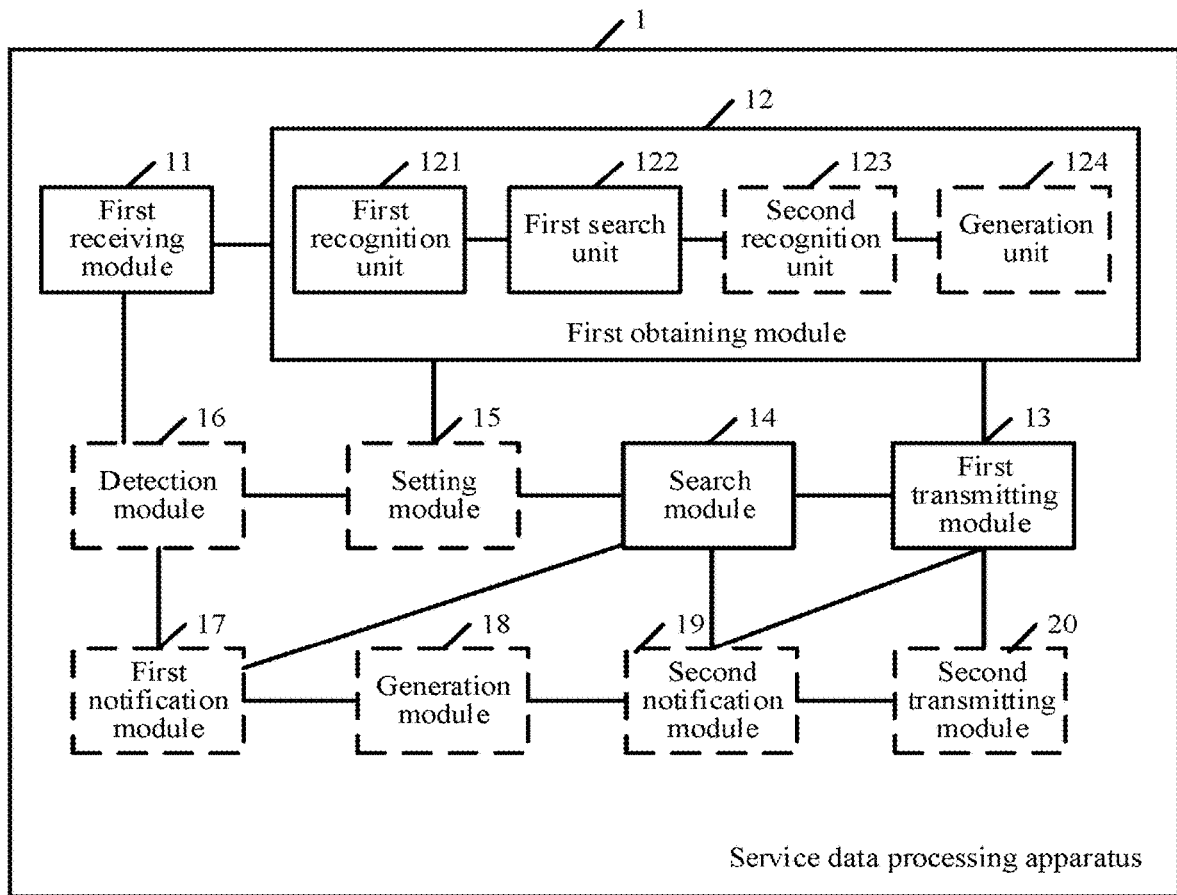 1
12
11
121
122
123
124
First
receiving
module
First
recognition
unit
First search
unit
Second
recognition
unit
Generation
unit
First obtaining module
16
15
14
13
Detection
module
Setting
module
Search
module
First
transmitting
module
17
18
19
20
First
notification
module
Generation
module
Second
notification
module
Second
transmitting
module
Service data processing apparatus